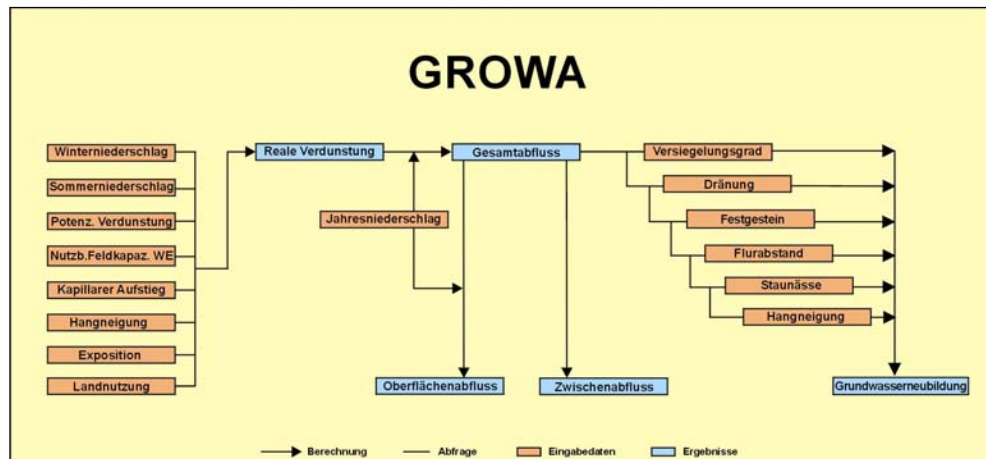 GROWA
Winterniederschlag
Sommerniederschlag
Potenz. Verdunstung
Nutzb.Feldkapaz. WE
Kapillarer Aufstieg
Hangneigung
Exposition
Landnutzung
Reale Verdunstung
Jahresniederschlag
Gesamtabfluss
Oberflächenabfluss
Zwischenabfluss
Versiegelungsgrad
Dränung
Festgestein
Flurabstand
Staunässe
Hangneigung
Grundwasserneubildung
Berechnung
Abfrage
Eingabedaten
Ergebnisse